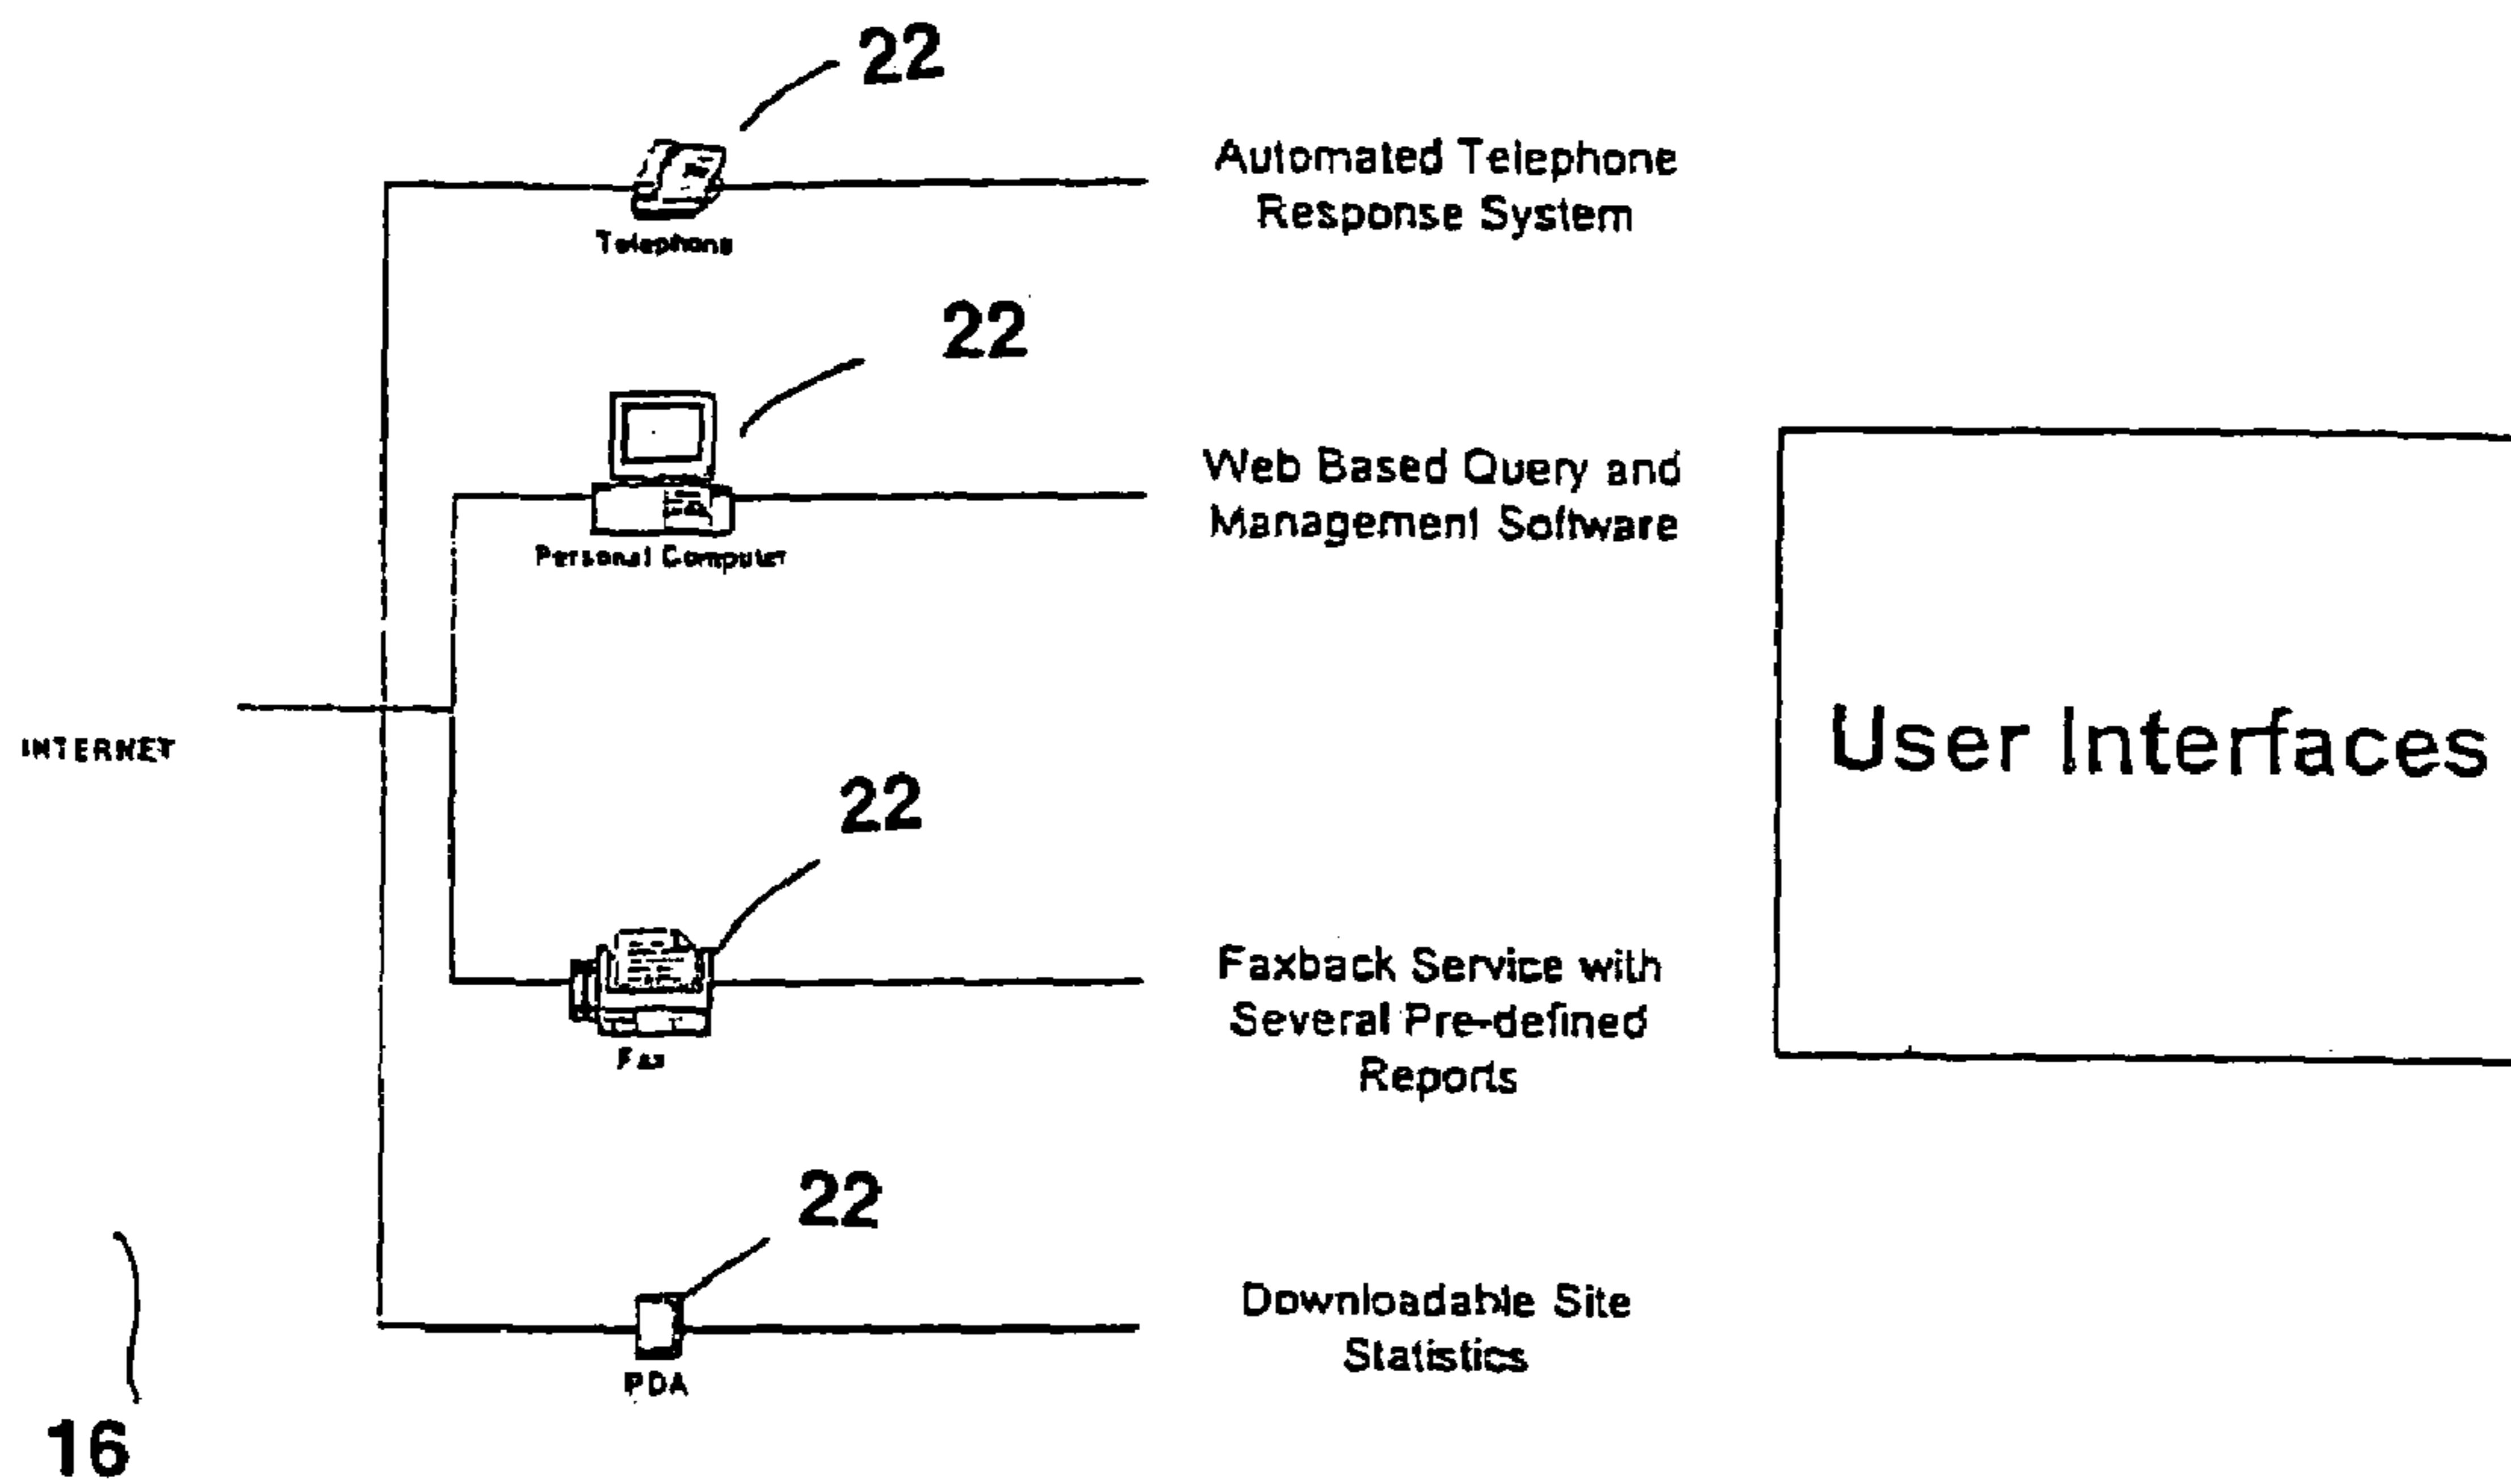 22
Automated Telephone
Response System
Telephone
22
Web Based Query and
Management Software
Personal Computer
User Interfaces
INTERNET
22
Faxback Service with
Several Pre-defined
Reports
Fax
22
Downloadable Site
Statistics
PDA
16